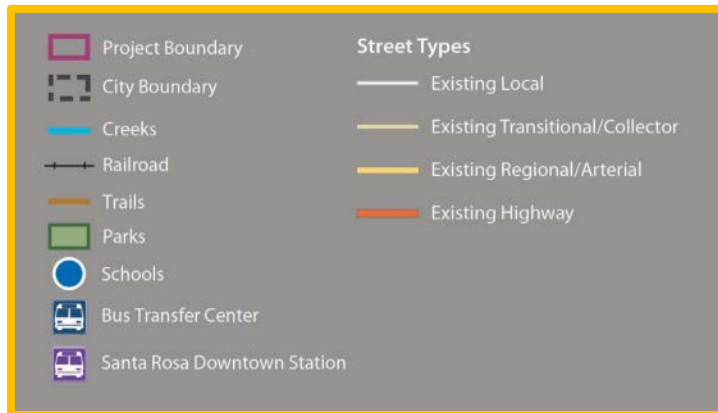 Project Boundary
City Boundary
Creeks
Railroad
Trails
Parks
Schools
Bus Transfer Center
Santa Rosa Downtown Station
Street Types
Existing Local
Existing Transitional/Collector
Existing Regional/Arterial
Existing Highway